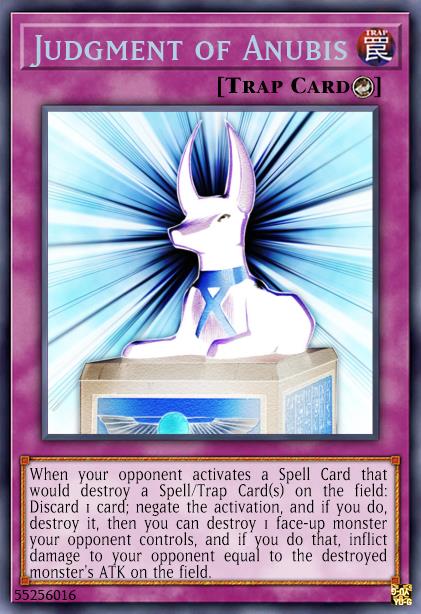 JUDGMENT OF ANUBIS
TRAP
罠
[TRAP CARD]
When your opponent activates a Spell Card that
would destroy a Spell/Trap Card(s) on the field:
Discard 1 card; negate the activation, and if you do,
destroy it, then you can destroy 1 face-up monster
your opponent controls, and if you do that, inflict
damage to your opponent equal to the destroyed
monster's ATK on the field.
55256016